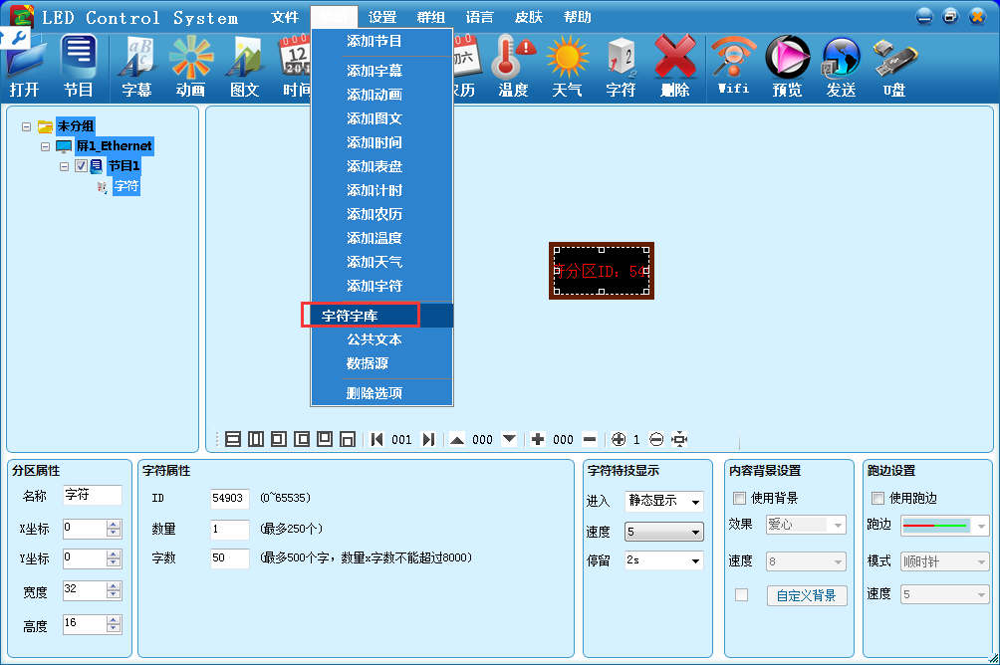 LED Control System
文件 设置 群组 语言 皮肤 帮助
打开 节目 字幕 动画 图文 时间 农历 温度 天气 字符 删除 Wifi 预览 发送 U盘
添加节目
添加字幕
添加动画
添加图文
添加时间
添加表盘
添加计时
添加农历
添加温度
添加天气
添加字符
字符字库
公共文本
数据源
删除选项
未分组
屏1_Ethernet
节目1
字符
字符分区ID：54
001 000 000 1
分区属性
名称 字符
X坐标 0
Y坐标 0
宽度 32
高度 16
字符属性
ID 54903 (0~65535)
数量 1 (最多250个)
字数 50 (最多500个字，数量x字数不能超过8000)
字符特技显示
进入 静态显示
速度 5
停留 2s
内容背景设置
使用背景
效果 爱心
速度 8
自定义背景
跑边设置
使用跑边
跑边
模式 顺时针
速度 5